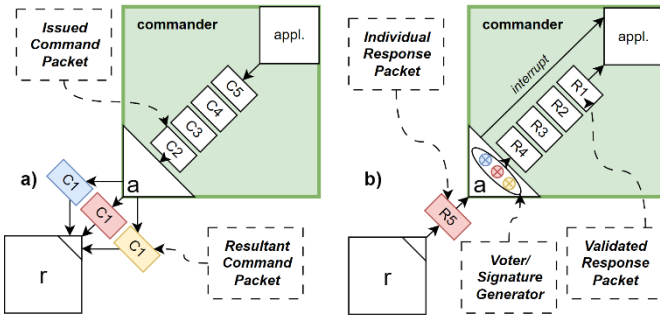 Issued
Command
Packet
commander
appl.
C5
C4
C3
C2
a
a)
C1
C1
C1
r
Resultant
Command
Packet
Individual
Response
Packet
commander
appl.
interrupt
R1
R2
R3
R4
a
b)
R5
r
Voter/
Signature
Generator
Validated
Response
Packet